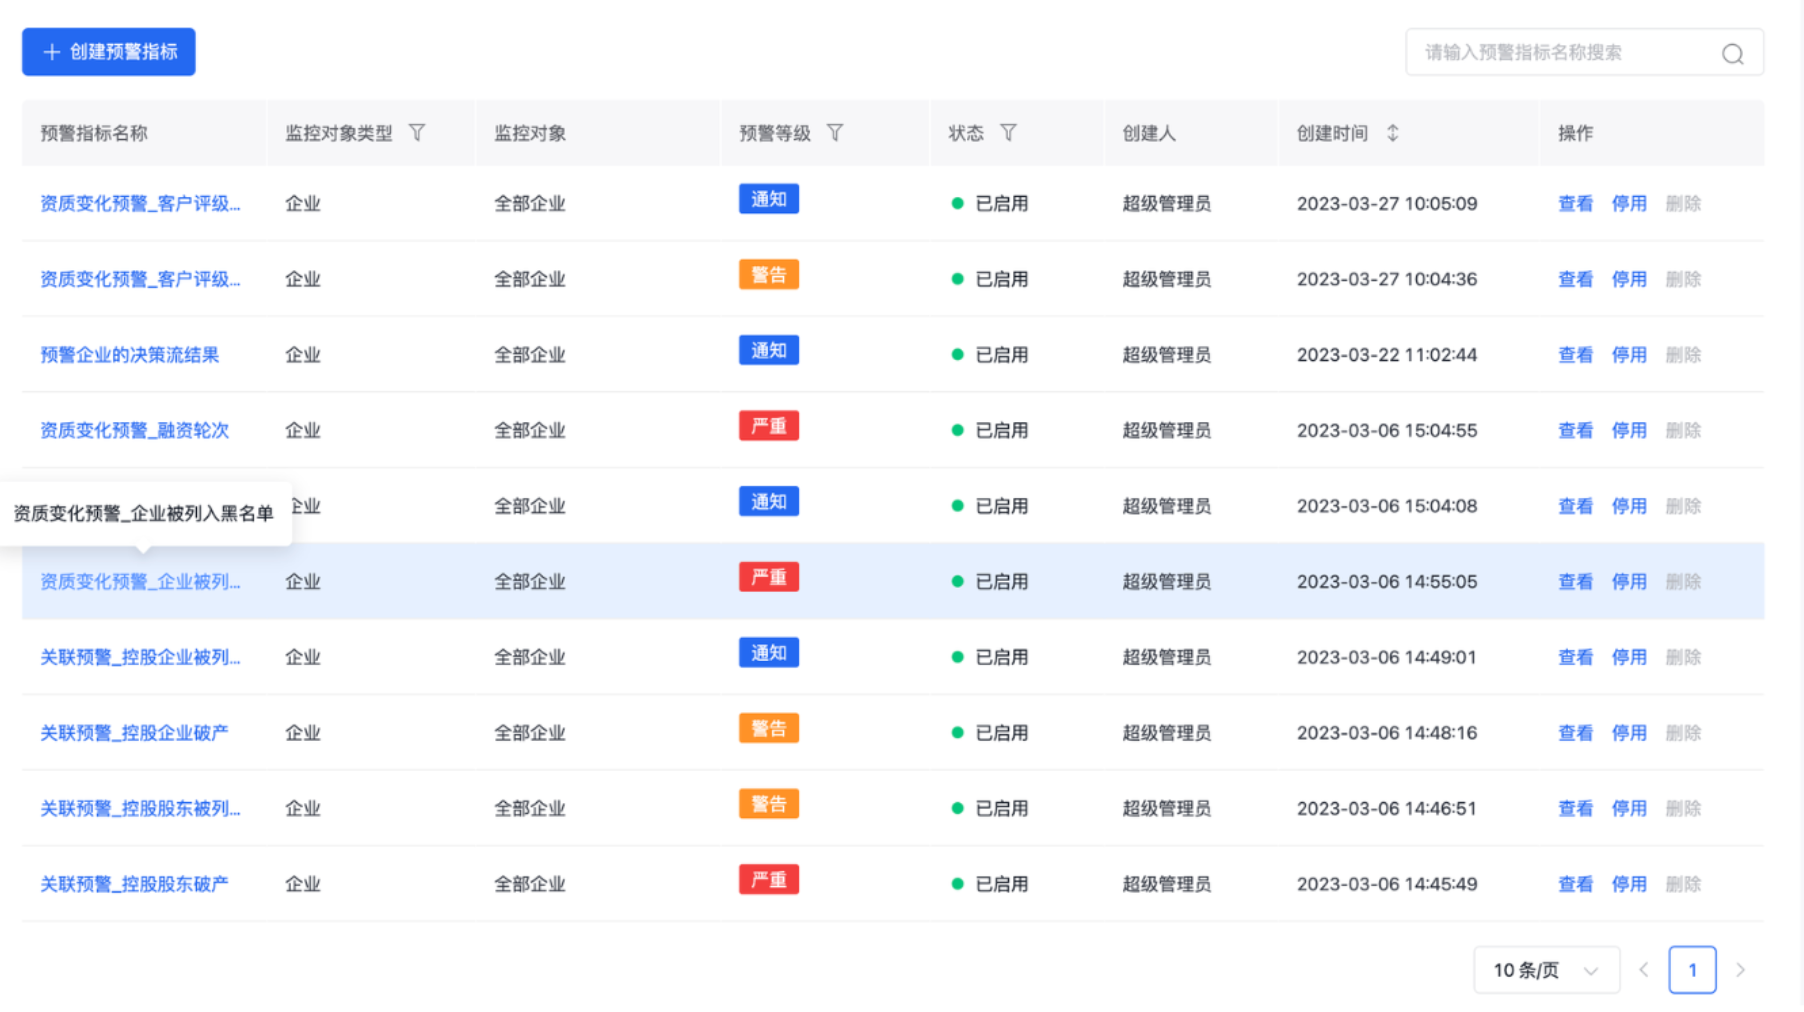 创建预警指标
请输入预警指标名称搜索
预警指标名称 监控对象类型 监控对象 预警等级 状态 创建人 创建时间 操作
资质变化预警_客户评级... 企业 全部企业 通知 已启用 超级管理员 2023-03-27 10:05:09 查看 停用 删除
资质变化预警_客户评级... 企业 全部企业 警告 已启用 超级管理员 2023-03-27 10:04:36 查看 停用 删除
预警企业的决策流结果 企业 全部企业 通知 已启用 超级管理员 2023-03-22 11:02:44 查看 停用 删除
资质变化预警_融资轮次 企业 全部企业 严重 已启用 超级管理员 2023-03-06 15:04:55 查看 停用 删除
资质变化预警_企业被列入黑名单 企业 全部企业 通知 已启用 超级管理员 2023-03-06 15:04:08 查看 停用 删除
资质变化预警_企业被列... 企业 全部企业 严重 已启用 超级管理员 2023-03-06 14:55:05 查看 停用 删除
关联预警_控股企业被列... 企业 全部企业 通知 已启用 超级管理员 2023-03-06 14:49:01 查看 停用 删除
关联预警_控股企业破产 企业 全部企业 警告 已启用 超级管理员 2023-03-06 14:48:16 查看 停用 删除
关联预警_控股股东被列... 企业 全部企业 警告 已启用 超级管理员 2023-03-06 14:46:51 查看 停用 删除
关联预警_控股股东破产 企业 全部企业 严重 已启用 超级管理员 2023-03-06 14:45:49 查看 停用 删除
10 条/页 1